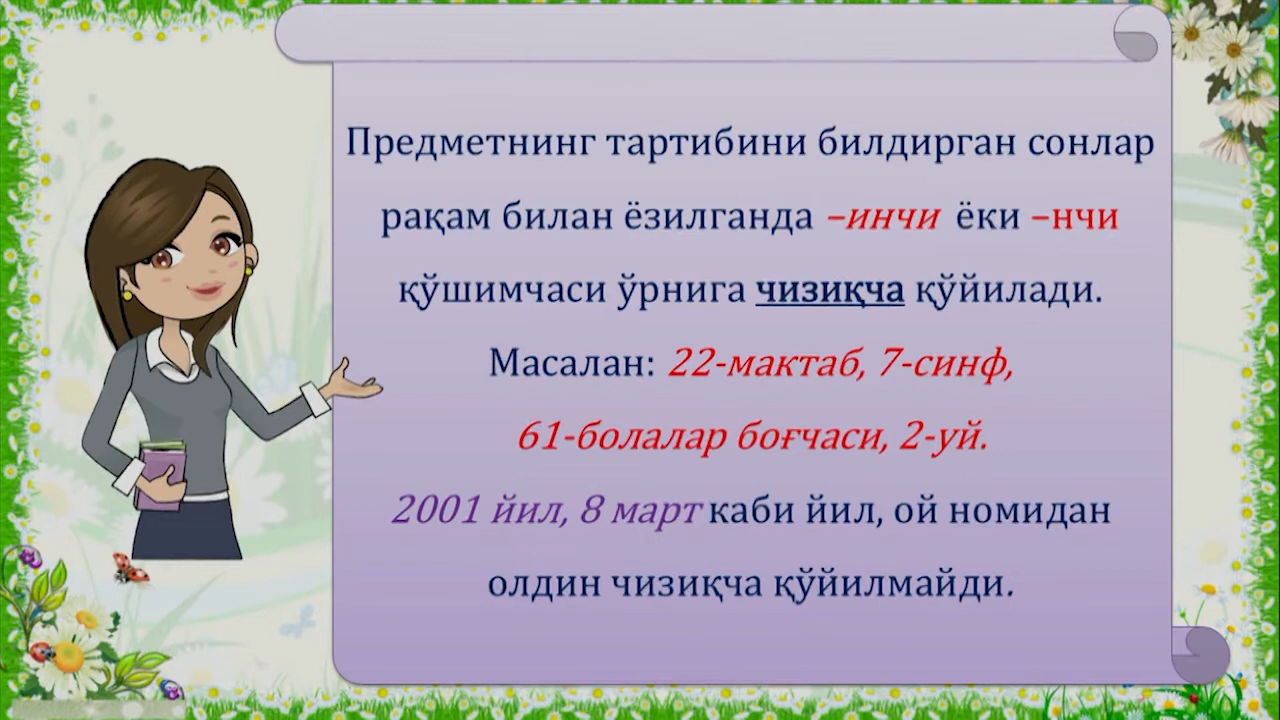 Предметнинг тартибини билдирган сонлар
рақам билан ёзилганда –инчи ёки –нчи
қўшимчаси ўрнига чизиқча қўйилади.
Масалан: 22-мактаб, 7-синф,
61-болалар боғчаси, 2-уй.
2001 йил, 8 март каби йил, ой номидан
олдин чизиқча қўйилмайди.